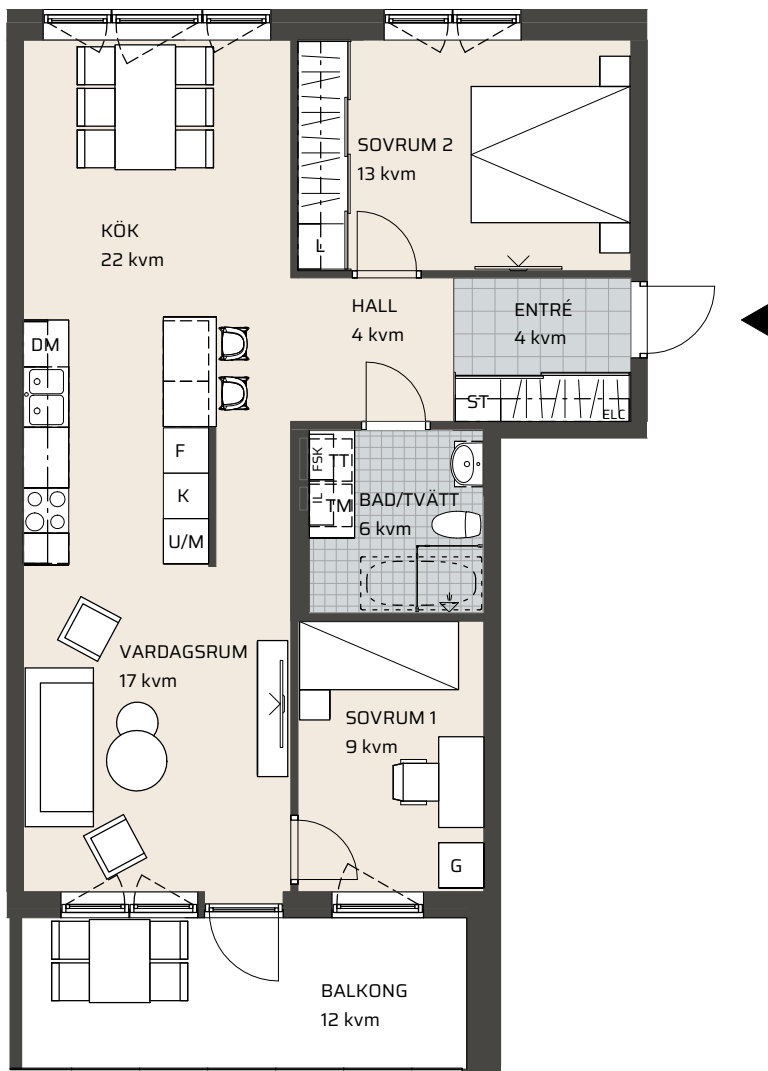 SOVRUM 2
13 kvm
KÖK
22 kvm
L
HALL
4 kvm
ENTRÉ
4 kvm
DM
ST
ELC
F
FSK
TT
K
IL
TM
BAD/TVÄTT
6 kvm
U/M
VARDAGSRUM
17 kvm
SOVRUM 1
9 kvm
G
BALKONG
12 kvm